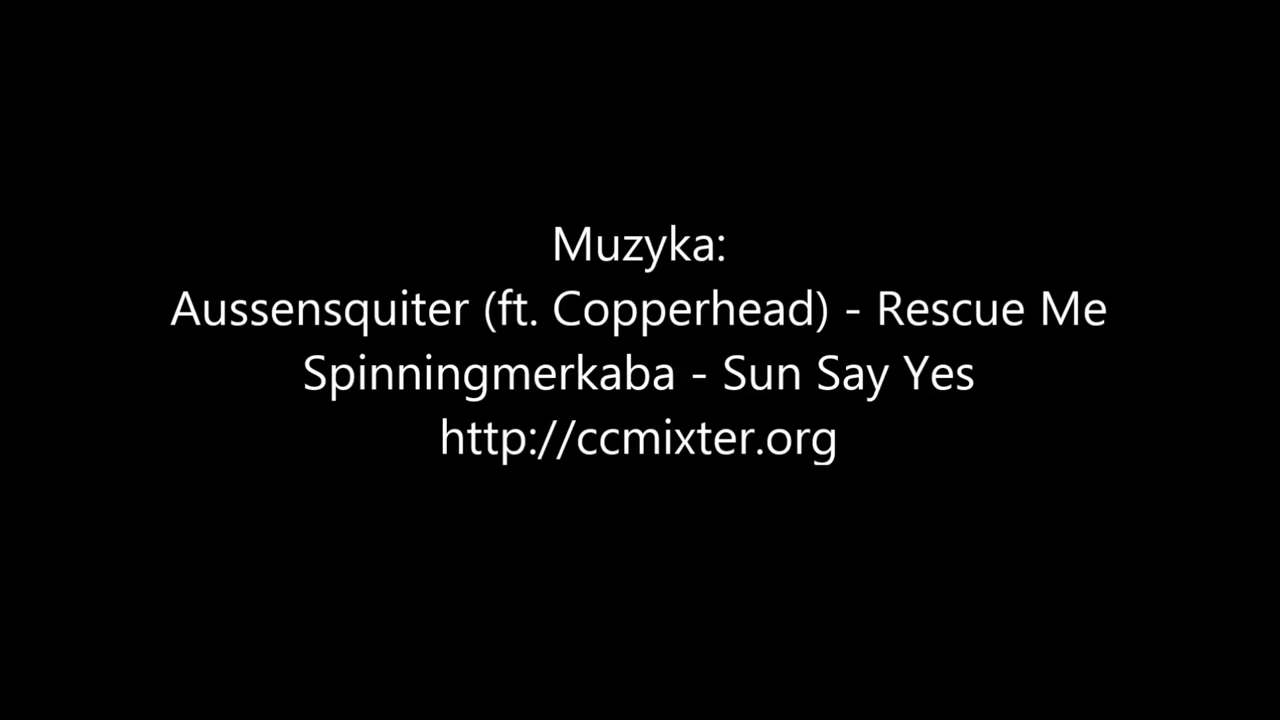 Muzyka:
Aussensquiter (ft. Copperhead) - Rescue Me
Spinningmerkaba - Sun Say Yes
http://ccmixter.org